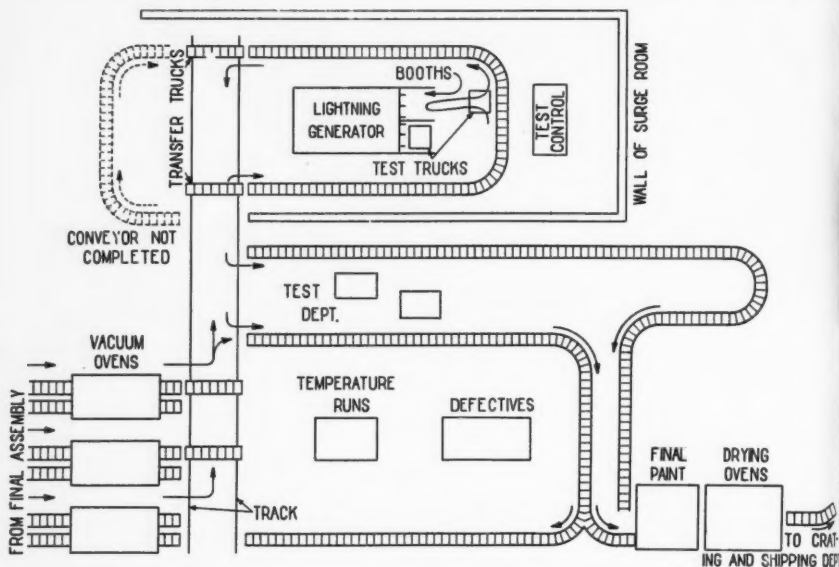 TRANSFER TRUCKS
BOOTHS
LIGHTNING
GENERATOR
TEST
CONTROL
TEST TRUCKS
WALL OF SURGE ROOM
CONVEYOR NOT
COMPLETED
TEST
DEPT.
VACUUM
OVENS
TEMPERATURE
RUNS
DEFECTIVES
FROM FINAL ASSEMBLY
FINAL
PAINT
DRYING
OVENS
TRACK
TO CRAT-
ING AND SHIPPING DEPT